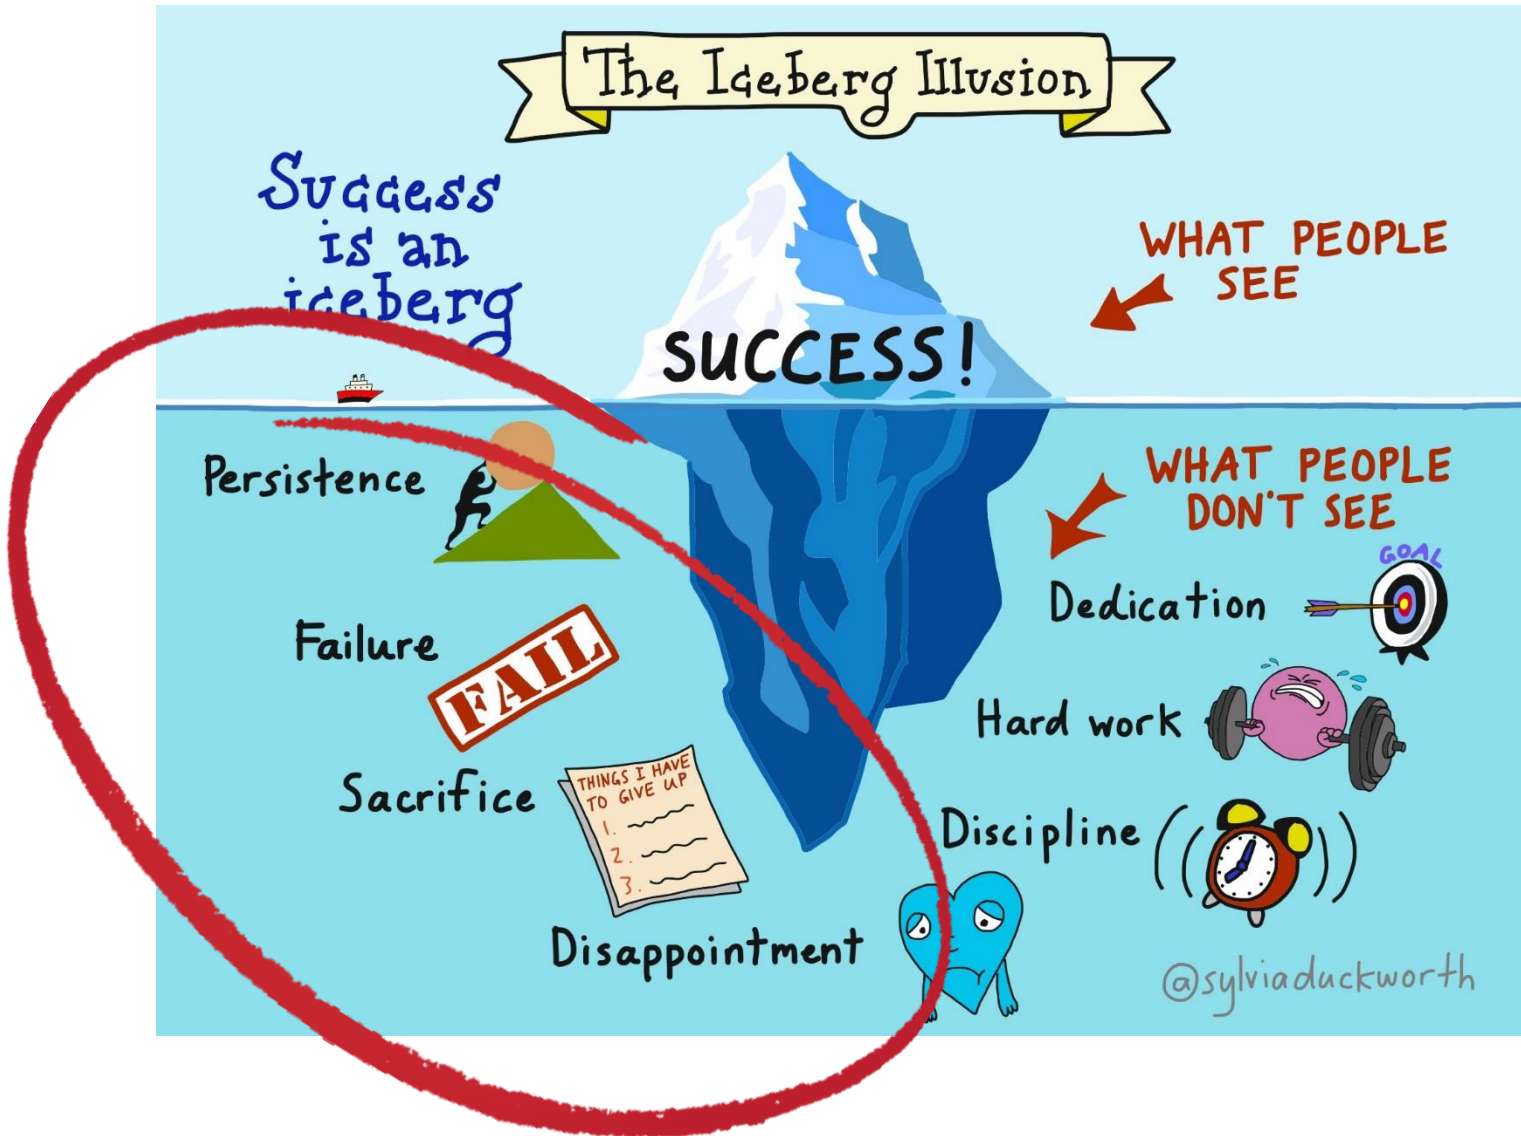 The Iceberg Illusion
Success
is an
iceberg
WHAT PEOPLE
SEE
SUCCESS!
WHAT PEOPLE
DON'T SEE
Persistence
GOAL
Dedication
Failure
FAIL
Hard work
Sacrifice
THINGS I HAVE
TO GIVE UP
1.
2.
3.
Discipline
Disappointment
@sylviaduckworth